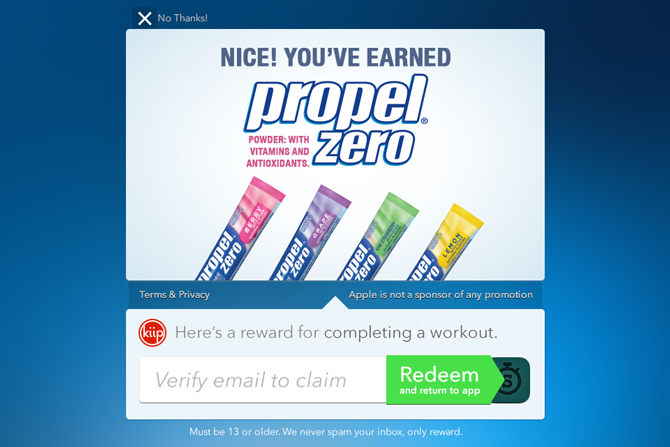 No Thanks!
NICE! YOU'VE EARNED
propel®
POWDER: WITH
VITAMINS AND
ANTIOXIDANTS.
zero
BERRY
GRAPE
LEMON
propel zero
propel zero
propel zero
propel zero
Terms & Privacy
Apple is not a sponsor of any promotion
kiip
Here's a reward for completing a workout.
Verify email to claim
Redeem
and return to app
S
Must be 13 or older. We never spam your inbox, only reward.